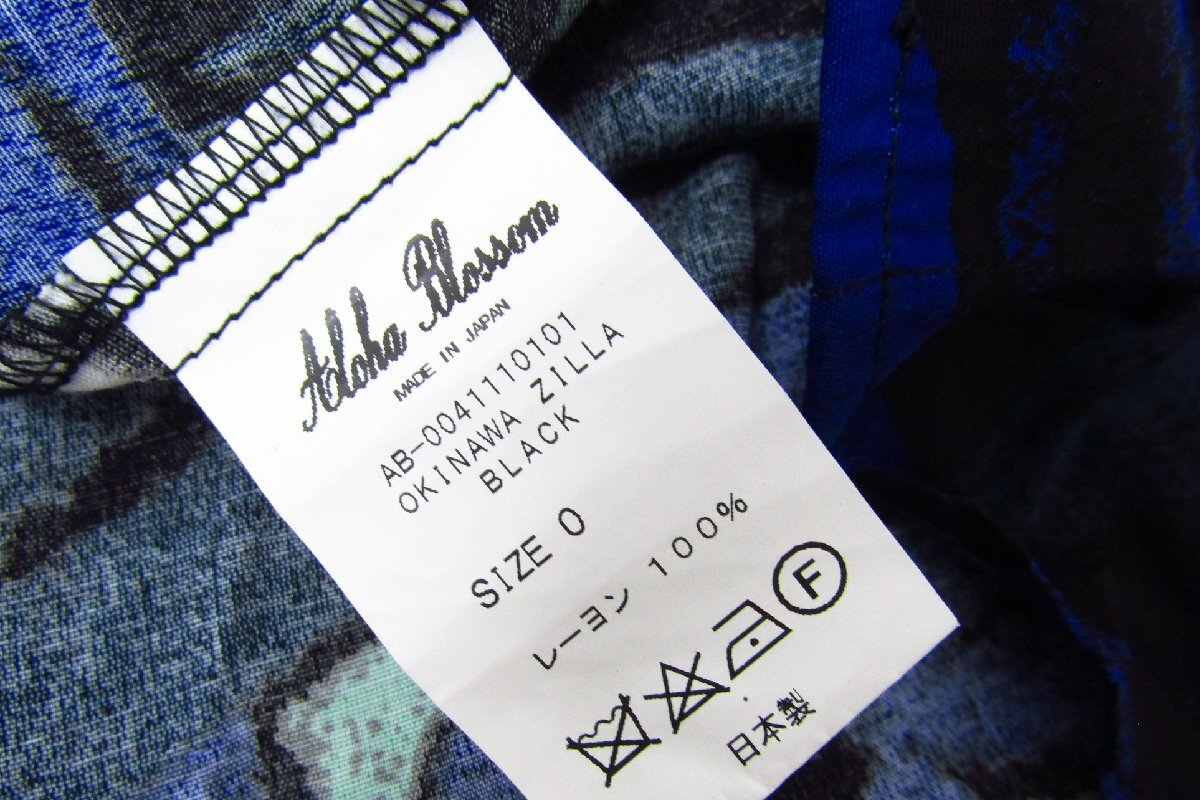 Aloha Blossom
MADE IN JAPAN
AB-0041110101
OKINAWA ZILLA
BLACK
SIZE 0
レーヨン 100%
F
日本製